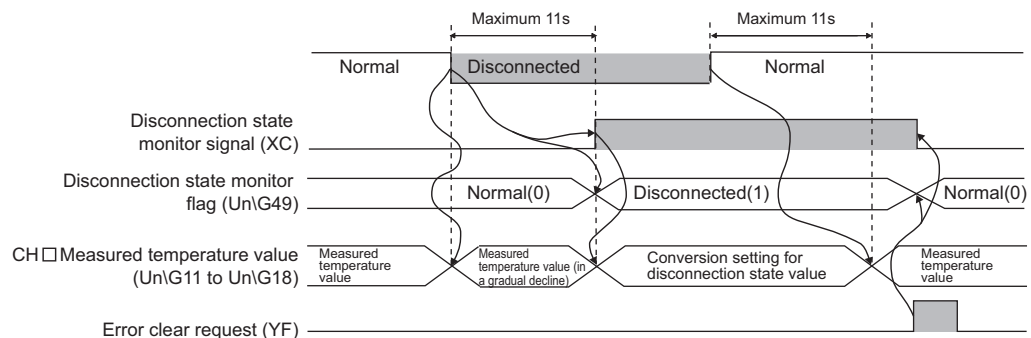 Maximum 11s
Maximum 11s
Normal
Disconnected
Normal
Disconnection state
monitor signal (XC)
Disconnection state monitor
flag (Un\G49)
Normal(0)
Disconnected(1)
Normal(0)
CH□Measured temperature value
(Un\G11 to Un\G18)
Measured
temperature
value
Measured
temperature value (in
a gradual decline)
Conversion setting for
disconnection state value
Measured
temperature
value
Error clear request (YF)